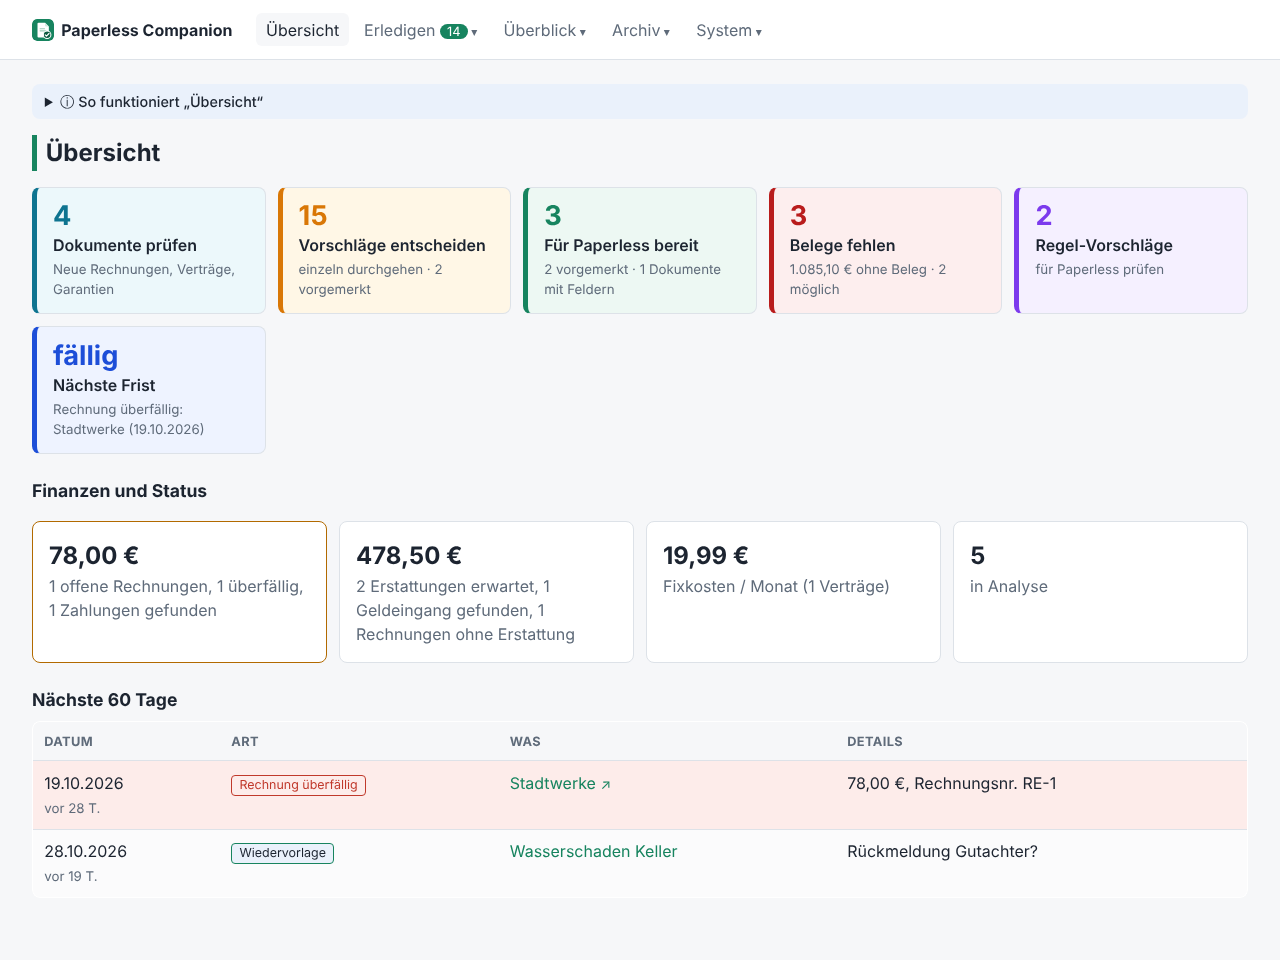 Paperless Companion
Übersicht
Erledigen 14 ▾
Überblick ▾
Archiv ▾
System ▾
▶ ⓘ So funktioniert „Übersicht“
Übersicht
4
Dokumente prüfen
Neue Rechnungen, Verträge,
Garantien
15
Vorschläge entscheiden
einzeln durchgehen · 2
vorgemerkt
3
Für Paperless bereit
2 vorgemerkt · 1 Dokumente
mit Feldern
3
Belege fehlen
1.085,10 € ohne Beleg · 2
möglich
2
Regel-Vorschläge
für Paperless prüfen
fällig
Nächste Frist
Rechnung überfällig:
Stadtwerke (19.10.2026)
Finanzen und Status
78,00 €
1 offene Rechnungen, 1 überfällig,
1 Zahlungen gefunden
478,50 €
2 Erstattungen erwartet, 1
Geldeingang gefunden, 1
Rechnungen ohne Erstattung
19,99 €
Fixkosten / Monat (1 Verträge)
5
in Analyse
Nächste 60 Tage
DATUM ART WAS DETAILS
19.10.2026 Rechnung überfällig Stadtwerke ↗ 78,00 €, Rechnungsnr. RE-1
vor 28 T.
28.10.2026 Wiedervorlage Wasserschaden Keller Rückmeldung Gutachter?
vor 19 T.